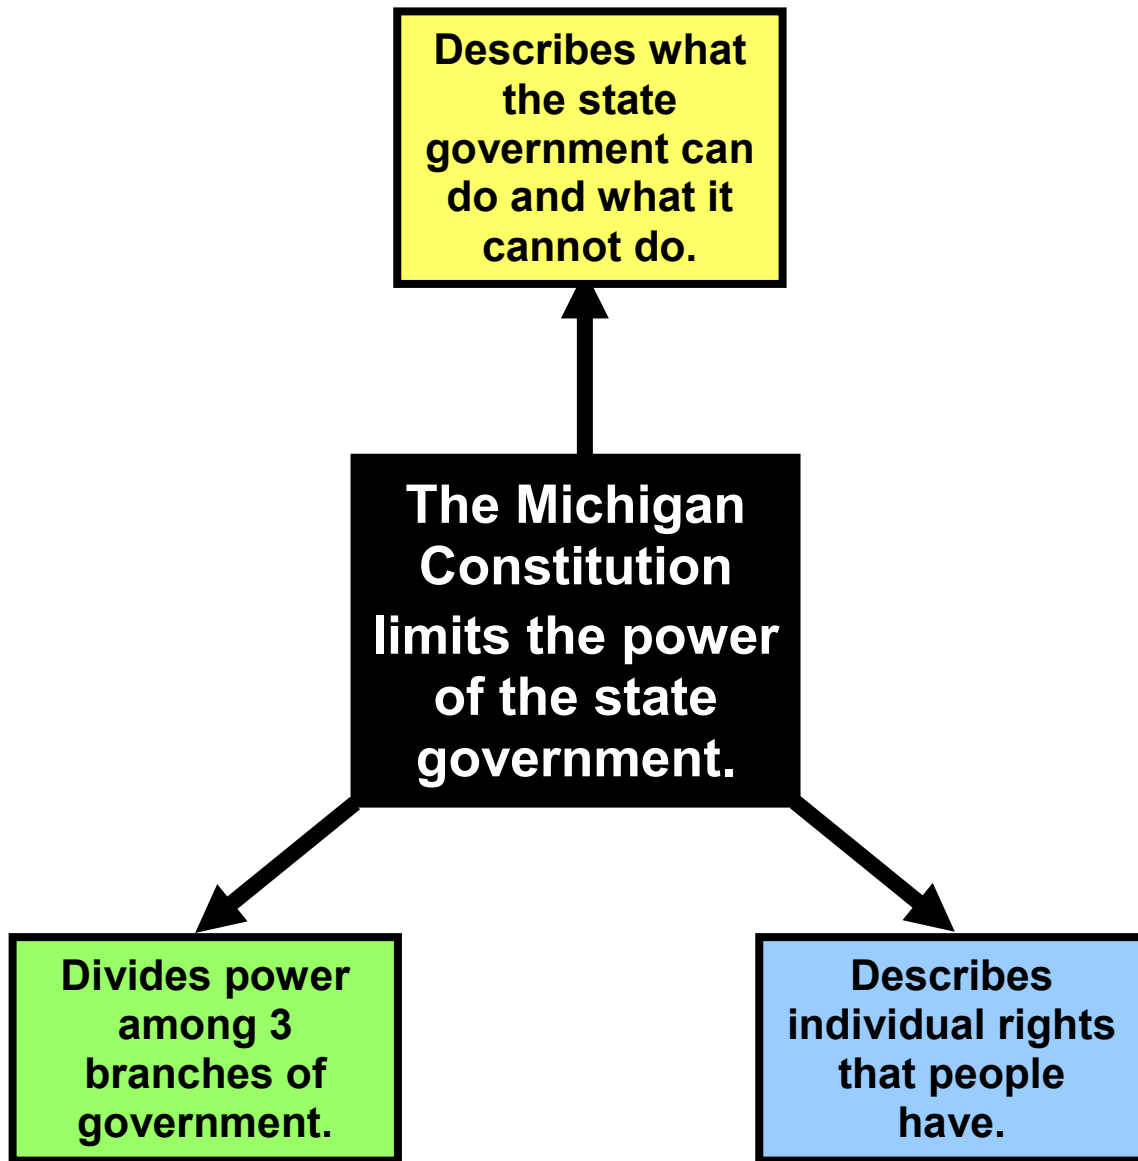 Describes what
the state
government can
do and what it
cannot do.
The Michigan
Constitution
limits the power
of the state
government.
Divides power
among 3
branches of
government.
Describes
individual rights
that people
have.